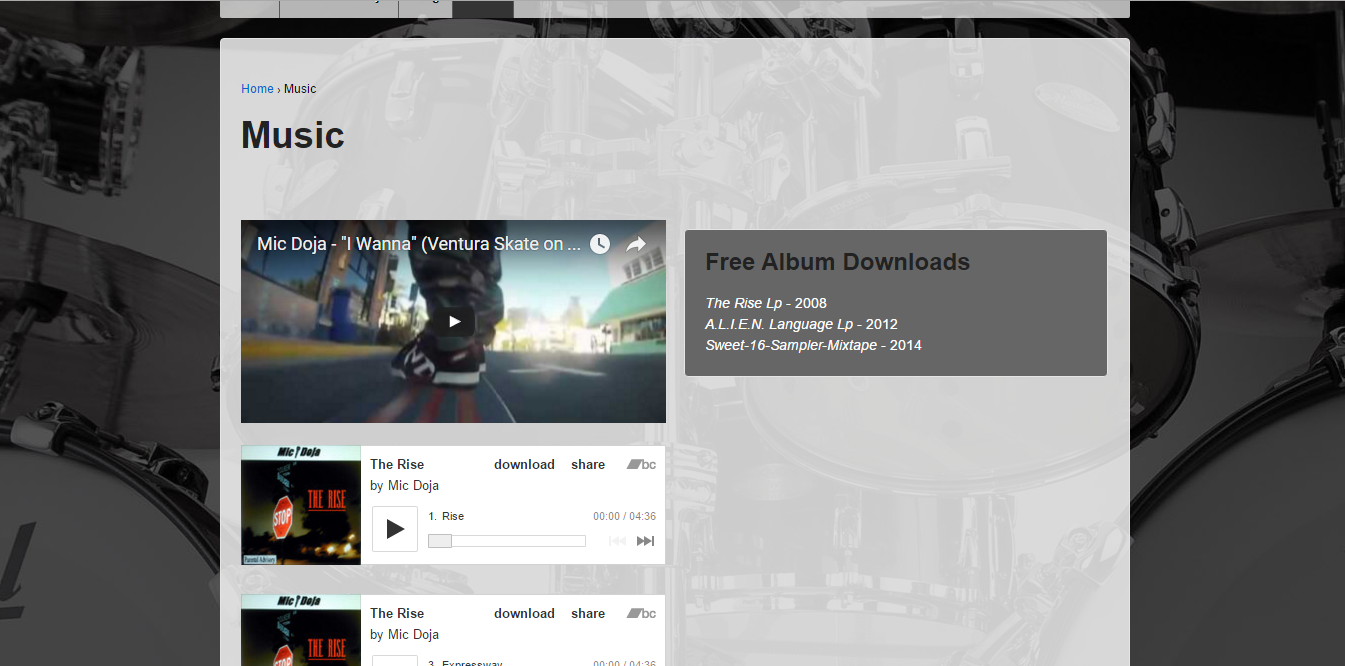 Home › Music
Music
Mic Doja - "I Wanna" (Ventura Skate on ...
Free Album Downloads
The Rise Lp - 2008
A.L.I.E.N. Language Lp - 2012
Sweet-16-Sampler-Mixtape - 2014
Mic Doja
THE RISE
STOP
Parental Advisory
The Rise download share bc
by Mic Doja
1. Rise 00:00 / 04:36
Mic Doja
THE RISE
STOP
The Rise download share bc
by Mic Doja
3. Expressway 00:00 / 04:36